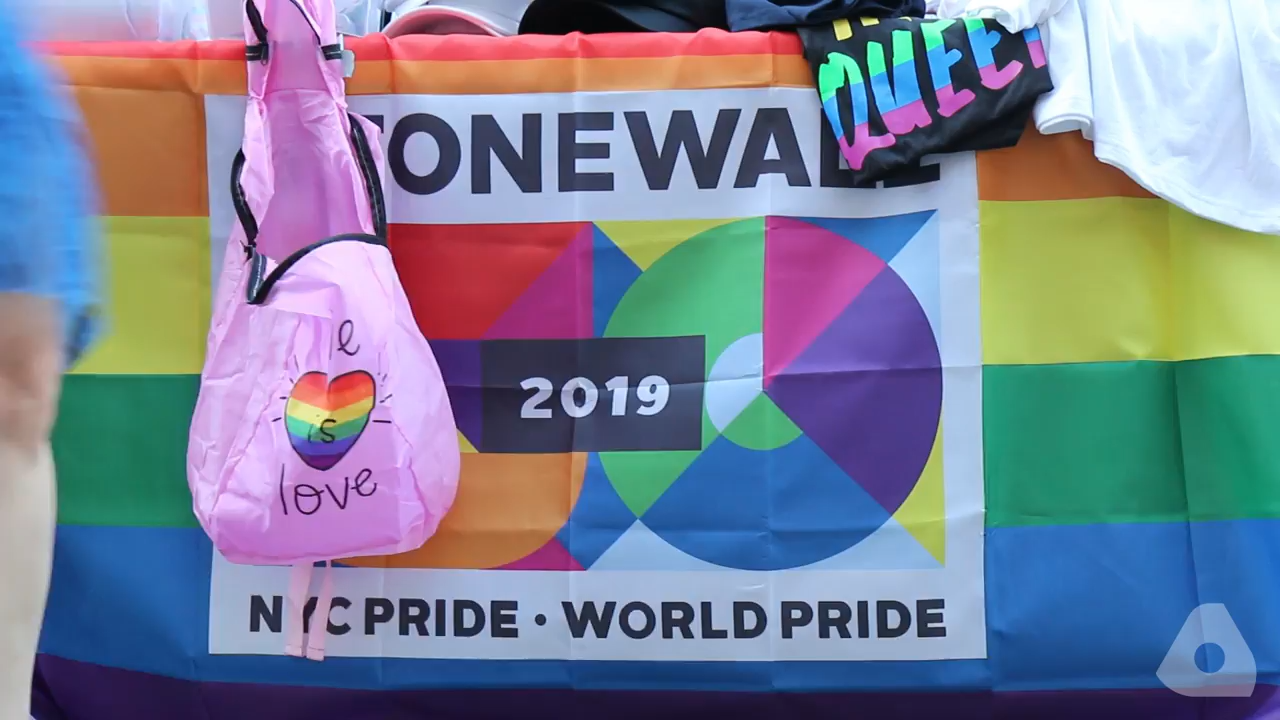 QUEE
TONEWALL
2019
e
is
love
NYC PRIDE • WORLD PRIDE